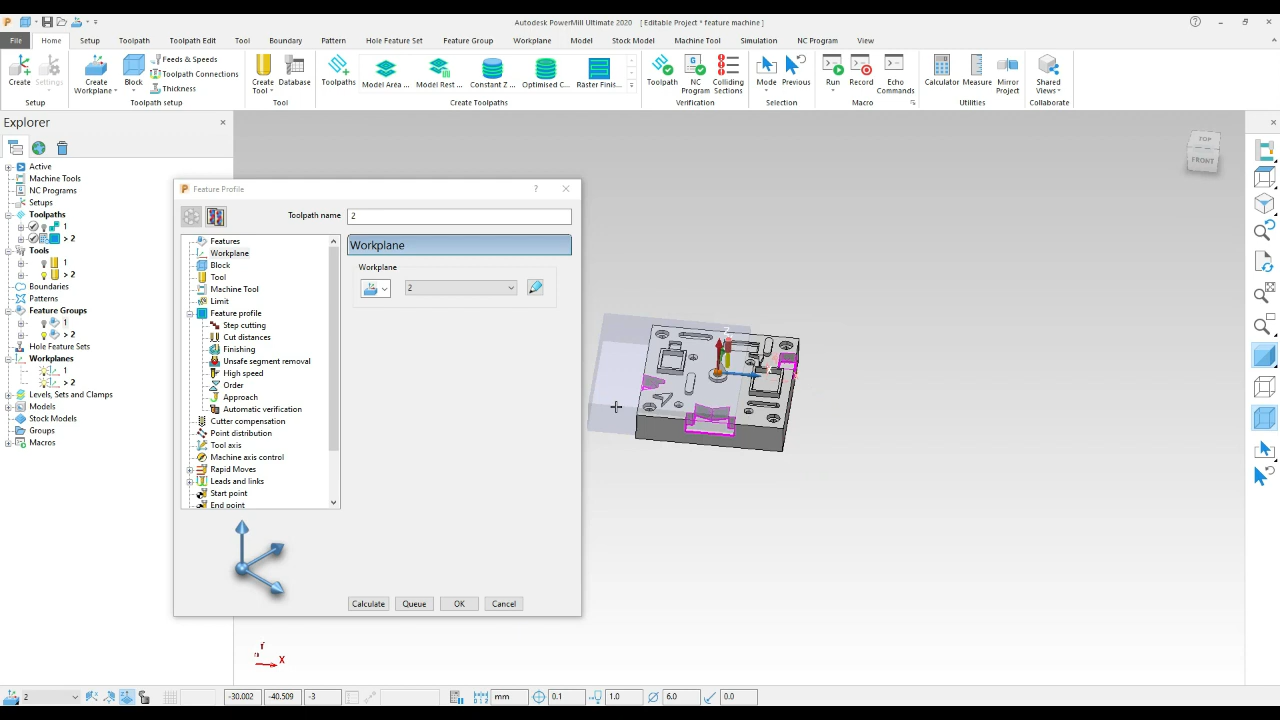 Autodesk PowerMill Ultimate 2020 [ Editable Project * feature machine ]
File Home Setup Toolpath Toolpath Edit Tool Boundary Pattern Hole Feature Set Feature Group Workplane Model Stock Model Machine Tool Simulation NC Program View
Feeds & Speeds
Toolpath Connections
Thickness
Create Settings Create Workplane Block Create Tool Database Toolpaths Model Area ... Model Rest ... Constant Z ... Optimised C... Raster Finis... Toolpath NC Program Colliding Sections Mode Previous Run Record Echo Commands Calculator Measure Mirror Project Shared Views
Setup Toolpath setup Tool Create Toolpaths Verification Selection Macro Utilities Collaborate
Explorer
Active
Machine Tools
NC Programs
Setups
Toolpaths
1
> 2
Tools
1
> 2
Boundaries
Patterns
Feature Groups
1
> 2
Hole Feature Sets
Workplanes
1
> 2
Levels, Sets and Clamps
Models
Stock Models
Groups
Macros
Feature Profile ?
Toolpath name 2
Features
Workplane
Block
Tool
Machine Tool
Limit
Feature profile
Step cutting
Cut distances
Finishing
Unsafe segment removal
High speed
Order
Approach
Automatic verification
Cutter compensation
Point distribution
Tool axis
Machine axis control
Rapid Moves
Leads and links
Start point
End point
Workplane
Workplane
2
Calculate Queue OK Cancel
TOP
FRONT
Z
X
2 -30.002 -40.509 -3 mm 0.1 1.0 6.0 0.0